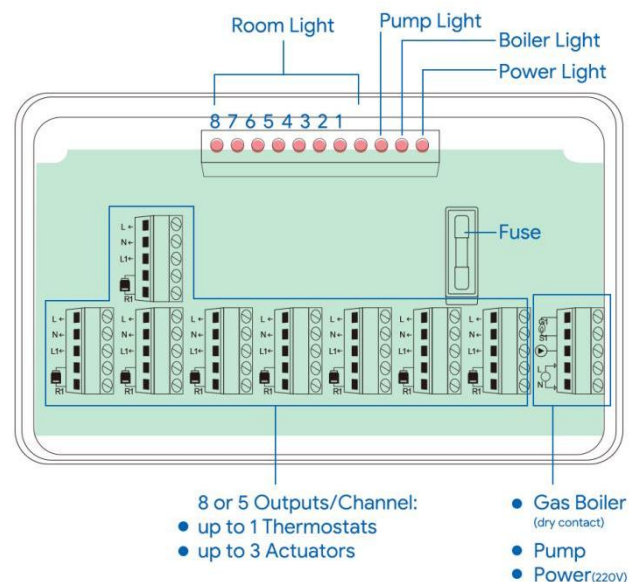 Room Light
Pump Light
Boiler Light
Power Light
8 7 6 5 4 3 2 1
Fuse
L
N
L1
R1
L L L L L L L
N N N N N N N
L1 L1 L1 L1 L1 L1 L1
R1 R1 R1 R1 R1 R1 R1
S1
L
N
8 or 5 Outputs/Channel:
● up to 1 Thermostats
● up to 3 Actuators
● Gas Boiler
(dry contact)
● Pump
● Power(220V)